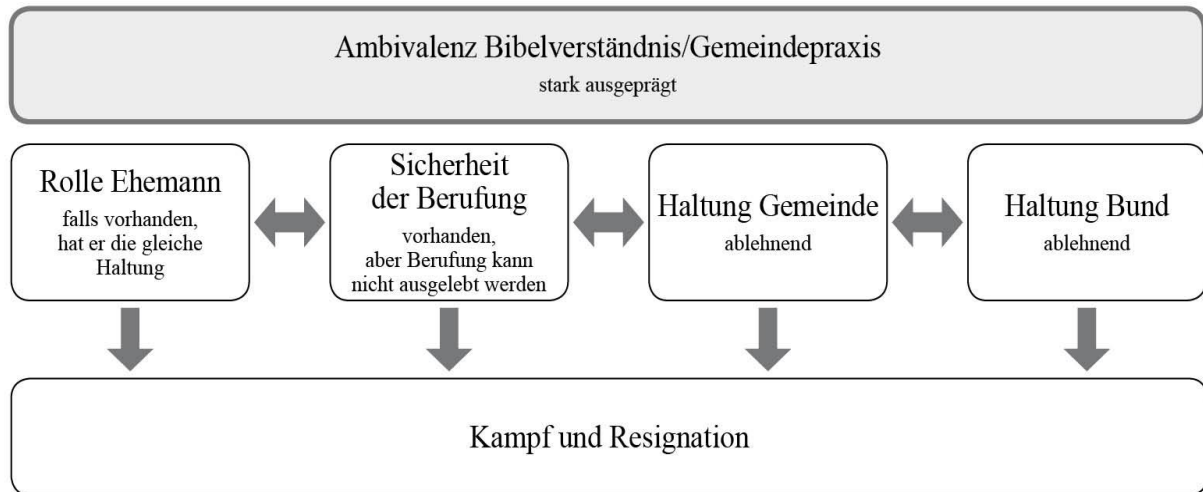 Ambivalenz Bibelverständnis/Gemeindepraxis
stark ausgeprägt
Rolle Ehemann
falls vorhanden,
hat er die gleiche
Haltung
Sicherheit
der Berufung
vorhanden,
aber Berufung kann
nicht ausgelebt werden
Haltung Gemeinde
ablehnend
Haltung Bund
ablehnend
Kampf und Resignation